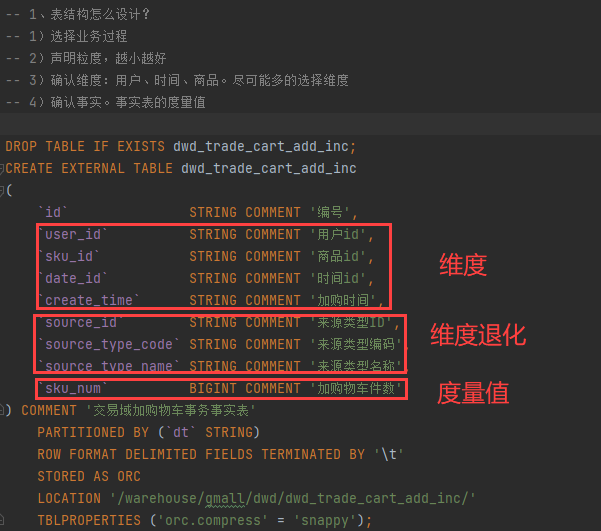 -- 1、表结构怎么设计?
-- 1）选择业务过程
-- 2）声明粒度，越小越好
-- 3）确认维度：用户、时间、商品。尽可能多的选择维度
-- 4）确认事实。事实表的度量值
DROP TABLE IF EXISTS dwd_trade_cart_add_inc;
CREATE EXTERNAL TABLE dwd_trade_cart_add_inc
(
`id` STRING COMMENT '编号',
`user_id` STRING COMMENT '用户id',
`sku_id` STRING COMMENT '商品id',
`date_id` STRING COMMENT '时间id',
`create_time` STRING COMMENT '加购时间',
维度
`source_id` STRING COMMENT '来源类型ID',
`source_type_code` STRING COMMENT '来源类型编码',
`source_type_name` STRING COMMENT '来源类型名称',
维度退化
`sku_num` BIGINT COMMENT '加购物车件数'
度量值
) COMMENT '交易域加购物车事务事实表'
PARTITIONED BY (`dt` STRING)
ROW FORMAT DELIMITED FIELDS TERMINATED BY '\t'
STORED AS ORC
LOCATION '/warehouse/gmall/dwd/dwd_trade_cart_add_inc/'
TBLPROPERTIES ('orc.compress' = 'snappy');